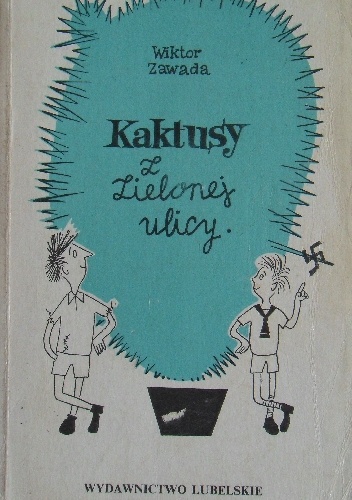 Wiktor
Zawada
Kaktusy
z
Zielonej
ulicy.
WYDAWNICTWO LUBELSKIE